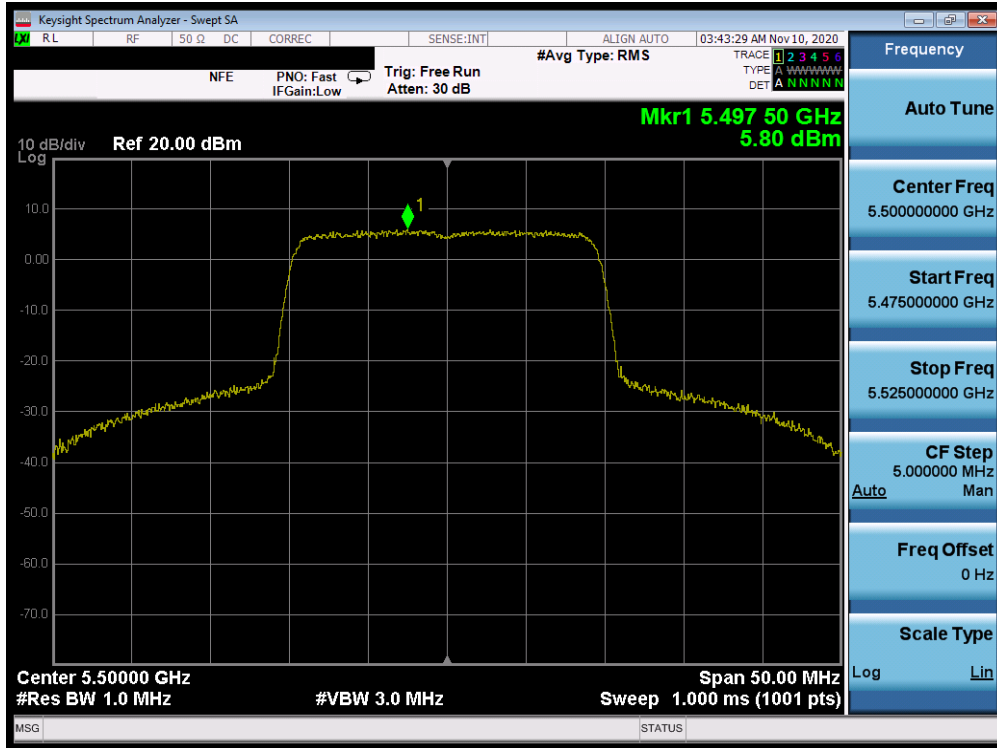 Keysight Spectrum Analyzer - Swept SA
LXI RL RF 50 Ω DC CORREC SENSE:INT ALIGN AUTO 03:43:29 AM Nov 10, 2020
Frequency
#Avg Type: RMS TRACE 1 2 3 4 5 6
NFE PNO: Fast Trig: Free Run TYPE A WWWWW
IFGain:Low Atten: 30 dB DET A N N N N N
Auto Tune
Mkr1 5.497 50 GHz
5.80 dBm
10 dB/div Ref 20.00 dBm
Log
Center Freq
5.500000000 GHz
1
10.0
0.00
-10.0
-20.0
-30.0
-40.0
-50.0
-60.0
-70.0
Start Freq
5.475000000 GHz
Stop Freq
5.525000000 GHz
CF Step
5.000000 MHz
Auto Man
Freq Offset
0 Hz
Scale Type
Log Lin
Center 5.50000 GHz Span 50.00 MHz
#Res BW 1.0 MHz #VBW 3.0 MHz Sweep 1.000 ms (1001 pts)
MSG STATUS